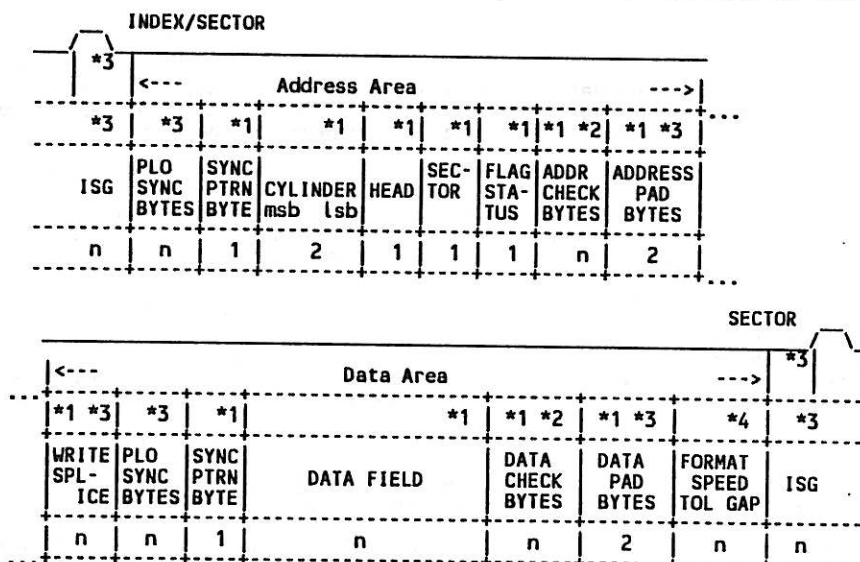 INDEX/SECTOR
*3
<--- Address Area --->
*3 | *3 | *1 | *1 | *1 | *1 | *1 | *1 *2 | *1 *3 ...
ISG | PLO SYNC BYTES | SYNC PTRN BYTE | CYLINDER msb lsb | HEAD | SEC- TOR | FLAG STA- TUS | ADDR CHECK BYTES | ADDRESS PAD BYTES
n | n | 1 | 2 | 1 | 1 | 1 | n | 2 ...
SECTOR
*3
<--- Data Area --->
... *1 *3 | *3 | *1 | *1 | *1 *2 | *1 *3 | *4 | *3
WRITE SPL- ICE | PLO SYNC BYTES | SYNC PTRN BYTE | DATA FIELD | DATA CHECK BYTES | DATA PAD BYTES | FORMAT SPEED TOL GAP | ISG
... n | n | 1 | n | n | 2 | n | n